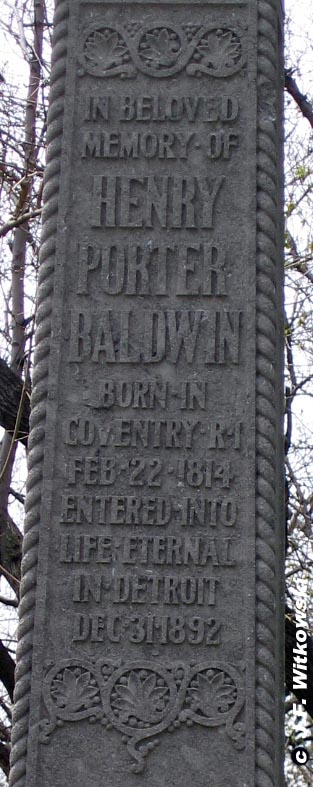 IN BELOVED
MEMORY·OF
HENRY
PORTER
BALDWIN
BORN·IN
COVENTRY·R·I
FEB·22·1814
ENTERED·INTO
LIFE·ETERNAL
IN·DETROIT
DEC·31·1892
© W.F. Witkowski